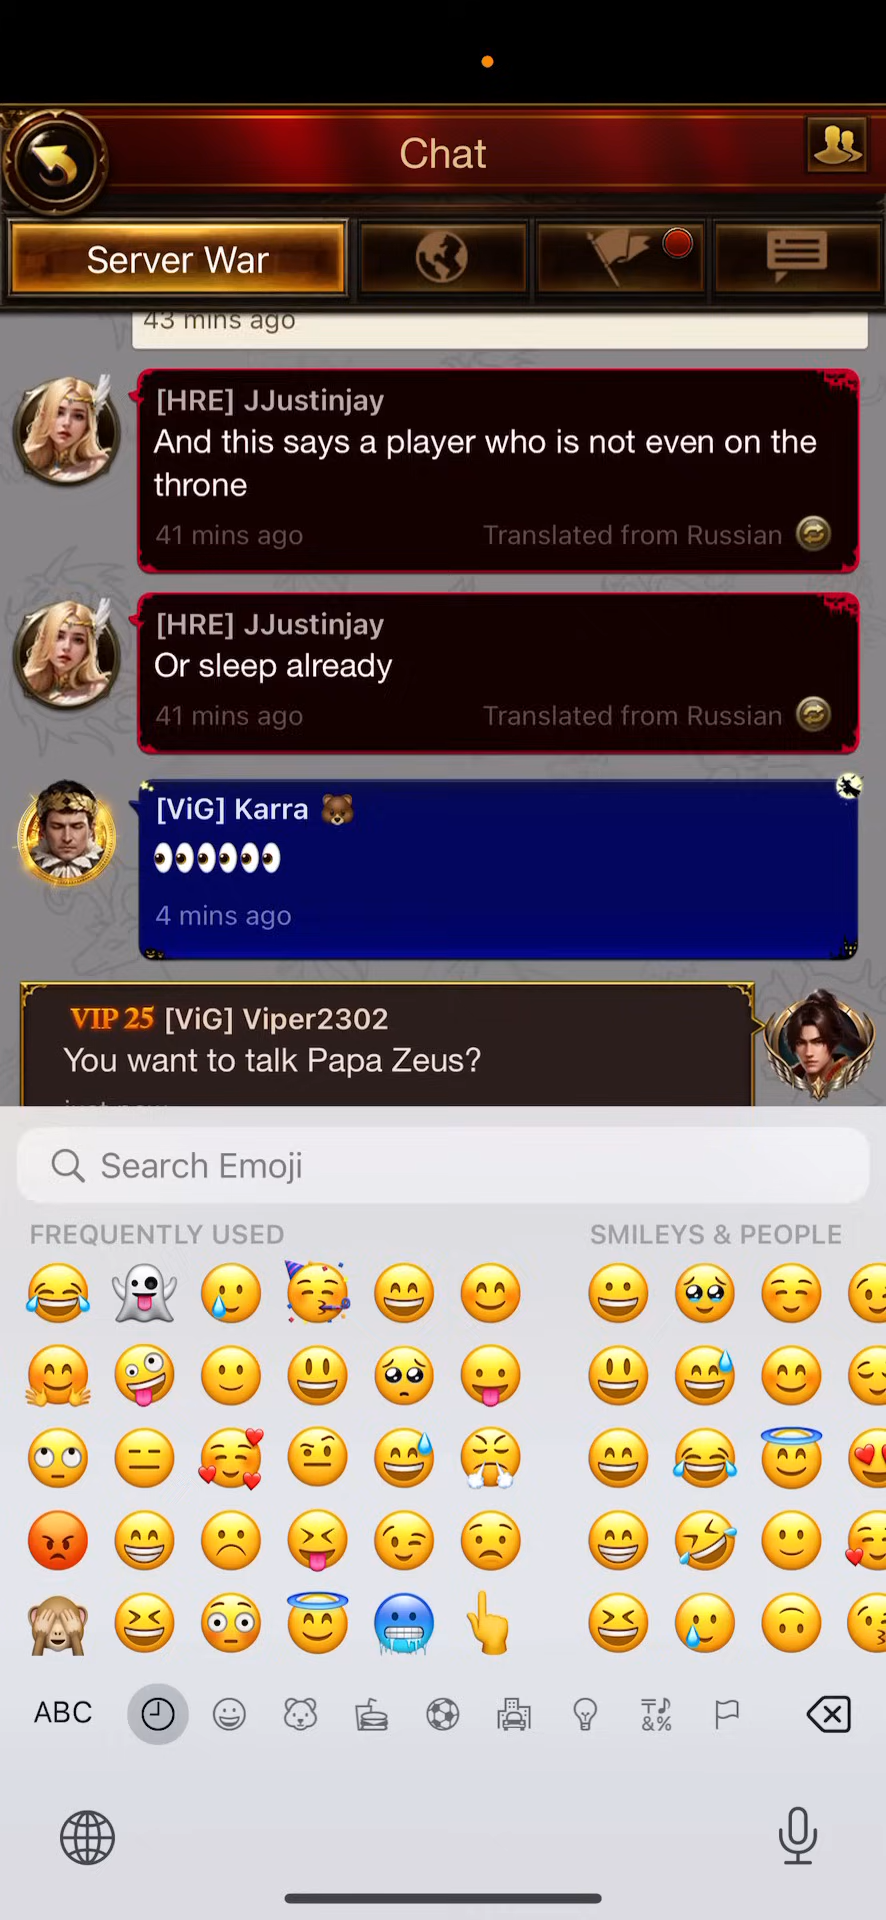 Chat
Server War
43 mins ago
[HRE] JJustinjay
And this says a player who is not even on the
throne
41 mins ago Translated from Russian
[HRE] JJustinjay
Or sleep already
41 mins ago Translated from Russian
[ViG] Karra 🐻
👀👀👀
4 mins ago
VIP 25 [ViG] Viper2302
You want to talk Papa Zeus?
Search Emoji
FREQUENTLY USED SMILEYS & PEOPLE
ABC